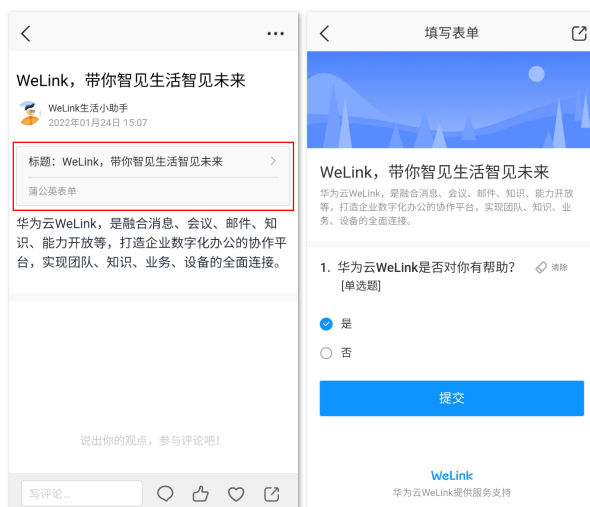 WeLink，带你智见生活智见未来
WeLink生活小助手
2022年01月24日 15:07
标题：WeLink，带你智见生活智见未来
蒲公英表单
华为云WeLink，是融合消息、会议、邮件、知
识、能力开放等，打造企业数字化办公的协作平
台，实现团队、知识、业务、设备的全面连接。
说出你的观点，参与评论吧！
写评论...
填写表单
WeLink，带你智见生活智见未来
华为云WeLink，是融合消息、会议、邮件、知识、能力开放
等，打造企业数字化办公的协作平台，实现团队、知识、业
务、设备的全面连接。
1. 华为云WeLink是否对你有帮助？ 清除
[单选题]
是
否
提交
WeLink
华为云WeLink提供服务支持